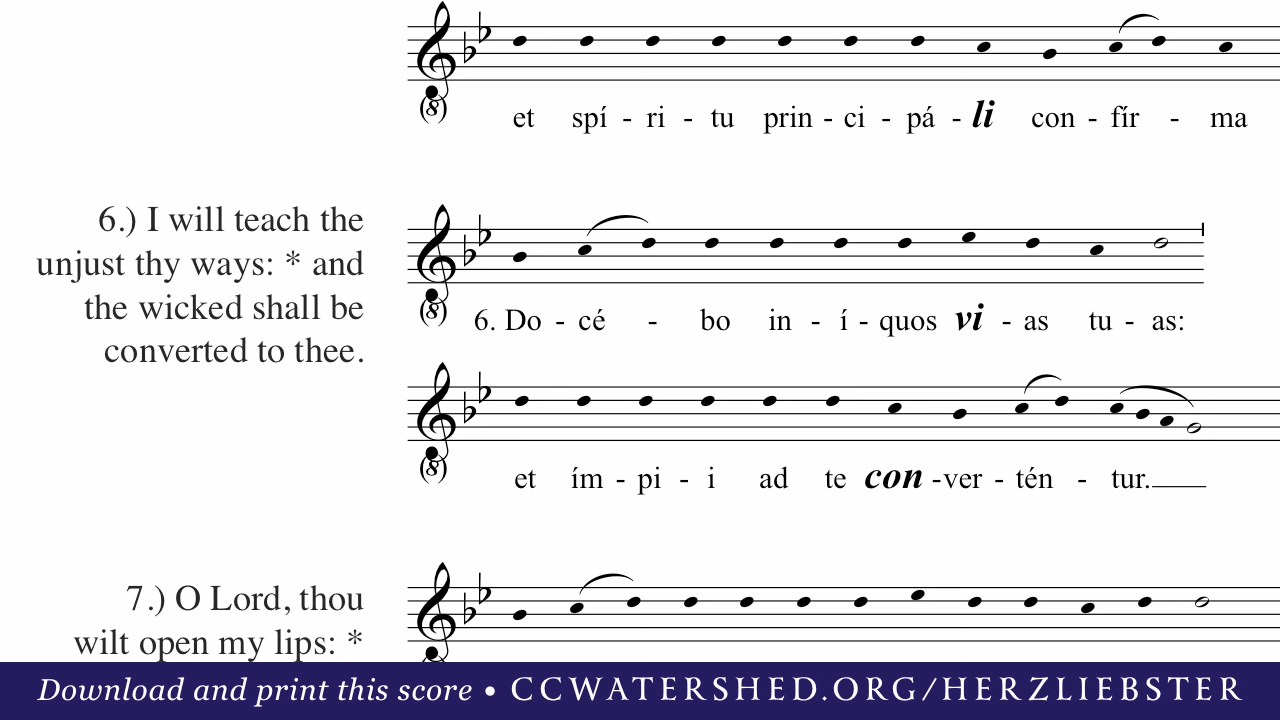 et spí - ri - tu prin - ci - pá - li con - fír - ma
6.) I will teach the
unjust thy ways: * and
the wicked shall be
converted to thee.
6. Do - cé - bo in - í - quos vi - as tu - as:
et ím - pi - i ad te con - ver - tén - tur.
7.) O Lord, thou
wilt open my lips: *
Download and print this score • CCWATERSHED.ORG/HERZLIEBSTER